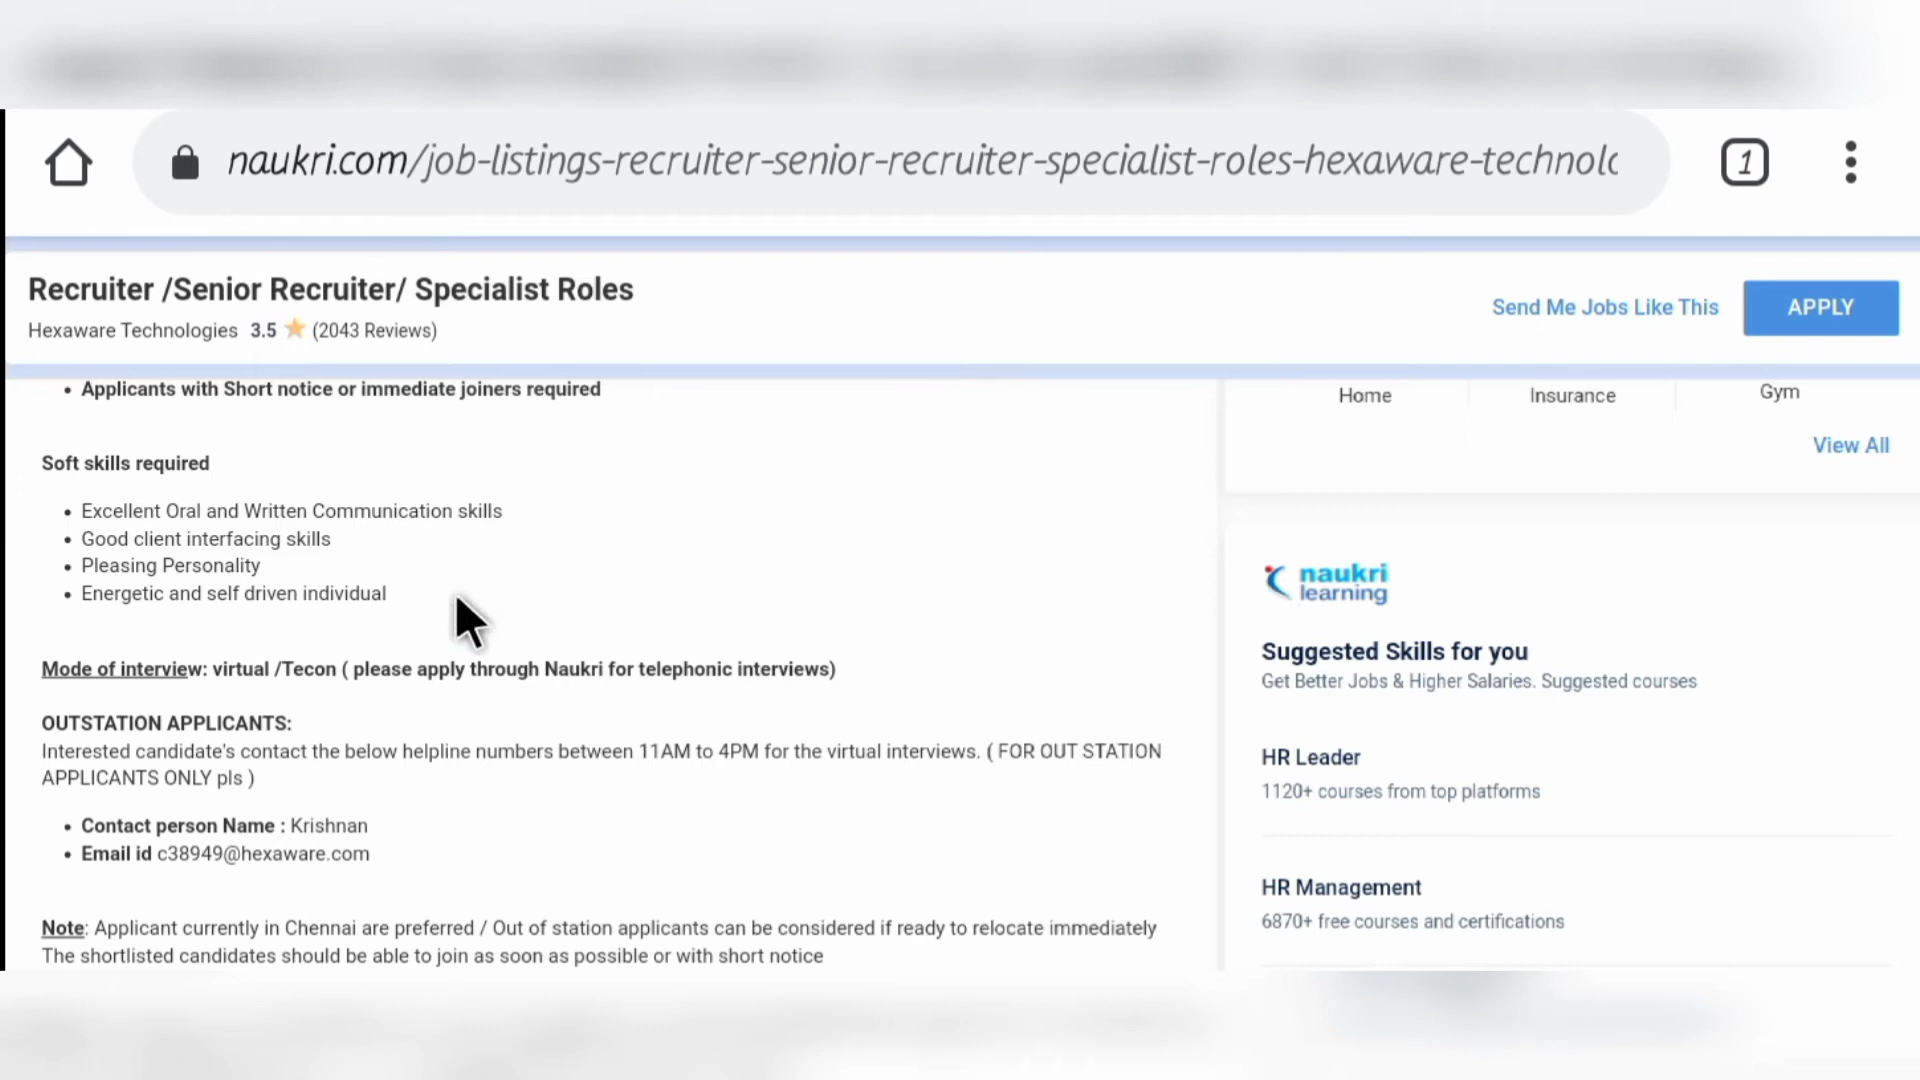 naukri.com/job-listings-recruiter-senior-recruiter-specialist-roles-hexaware-technolo
1
Recruiter /Senior Recruiter/ Specialist Roles
Hexaware Technologies 3.5 (2043 Reviews)
Send Me Jobs Like This
APPLY
• Applicants with Short notice or immediate joiners required
Soft skills required
• Excellent Oral and Written Communication skills
• Good client interfacing skills
• Pleasing Personality
• Energetic and self driven individual
Mode of interview: virtual /Tecon ( please apply through Naukri for telephonic interviews)
OUTSTATION APPLICANTS:
Interested candidate's contact the below helpline numbers between 11AM to 4PM for the virtual interviews. ( FOR OUT STATION
APPLICANTS ONLY pls )
• Contact person Name : Krishnan
• Email id c38949@hexaware.com
Note: Applicant currently in Chennai are preferred / Out of station applicants can be considered if ready to relocate immediately
The shortlisted candidates should be able to join as soon as possible or with short notice
Home
Insurance
Gym
View All
naukri
learning
Suggested Skills for you
Get Better Jobs & Higher Salaries. Suggested courses
HR Leader
1120+ courses from top platforms
HR Management
6870+ free courses and certifications